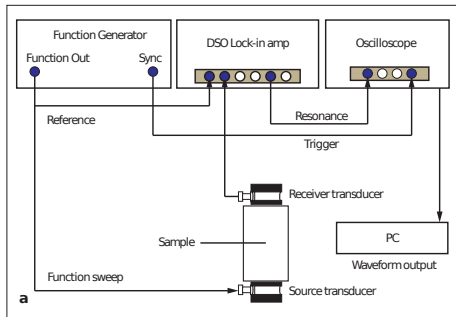 Function Generator
DSO Lock-in amp
Oscilloscope
Function Out
Sync
Reference
Resonance
Trigger
Receiver transducer
Sample
PC
Waveform output
Function sweep
Source transducer
a